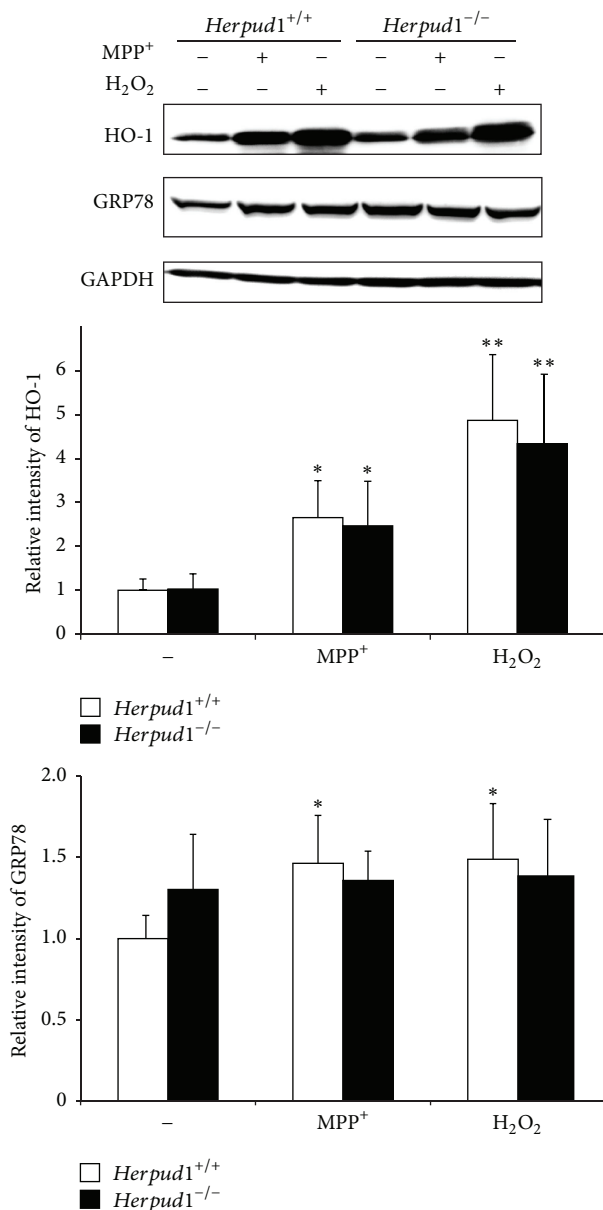 Herpud1+/+ Herpud1−/−
MPP+ − + − − + −
H2O2 − − + − − +
HO-1
GRP78
GAPDH
Relative intensity of HO-1
6
5
4
3
2
1
0
* * ** **
− MPP+ H2O2
Herpud1+/+
Herpud1−/−
Relative intensity of GRP78
2.0
1.5
1.0
0.5
0
* *
− MPP+ H2O2
Herpud1+/+
Herpud1−/−